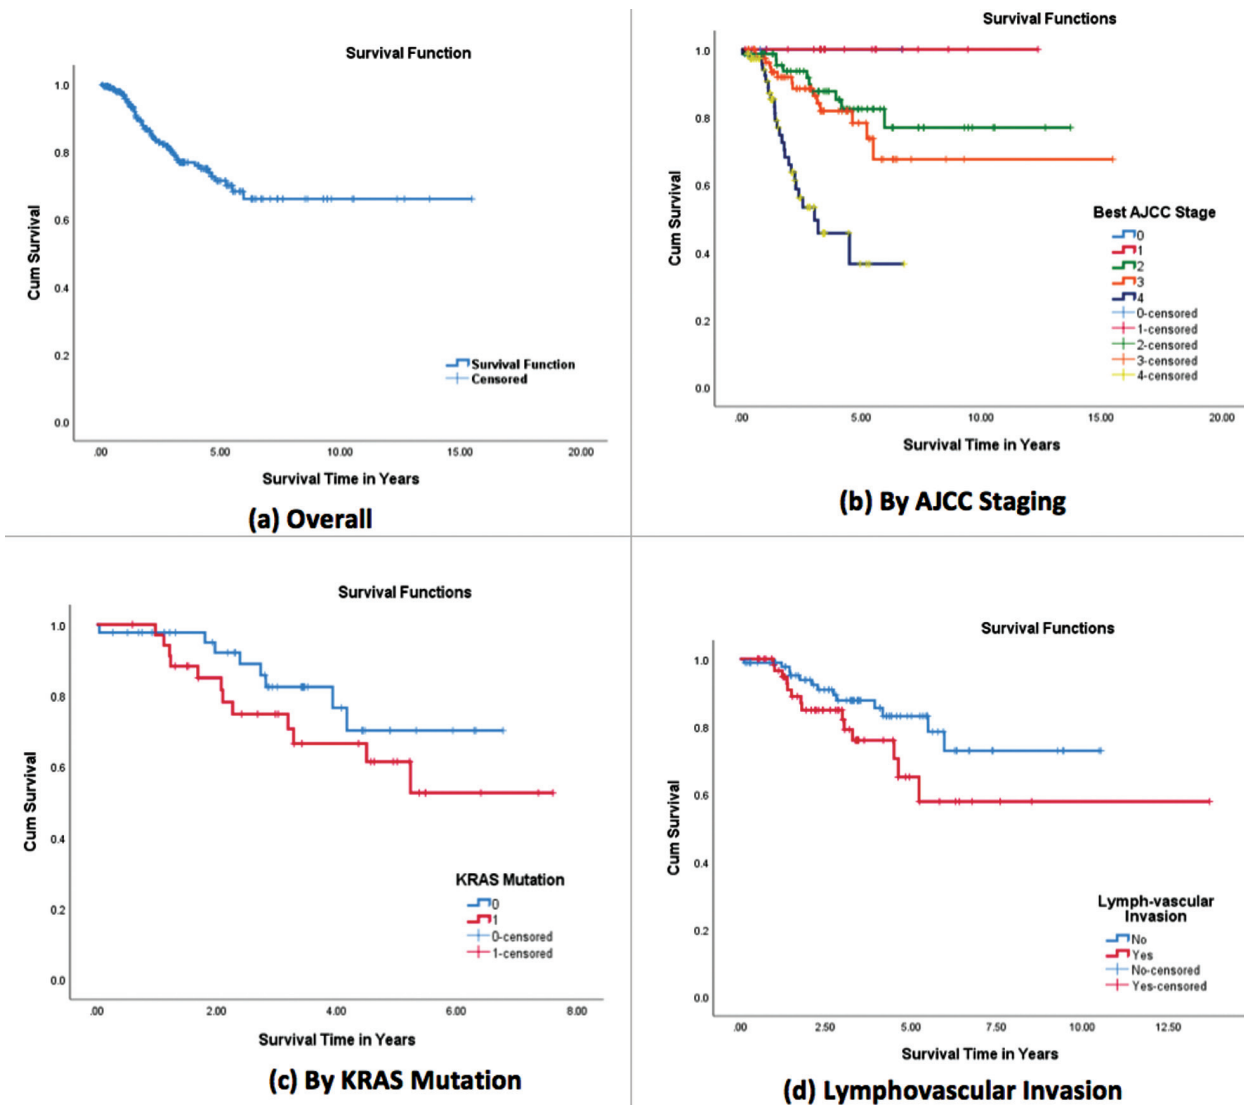 Survival Function
Cum Survival
1.0
0.8
0.6
0.4
0.2
0.0
Survival Function
Censored
.00 5.00 10.00 15.00 20.00
Survival Time in Years
(a) Overall
Survival Functions
Cum Survival
1.0
0.8
0.6
0.4
0.2
0.0
Best AJCC Stage
0
1
2
3
4
0-censored
1-censored
2-censored
3-censored
4-censored
.00 5.00 10.00 15.00 20.00
Survival Time in Years
(b) By AJCC Staging
Survival Functions
Cum Survival
1.0
0.8
0.6
0.4
0.2
0.0
KRAS Mutation
0
1
0-censored
1-censored
.00 2.00 4.00 6.00 8.00
Survival Time in Years
(c) By KRAS Mutation
Survival Functions
Cum Survival
1.0
0.8
0.6
0.4
0.2
0.0
Lymph-vascular
Invasion
No
Yes
No-censored
Yes-censored
.00 2.50 5.00 7.50 10.00 12.50
Survival Time in Years
(d) Lymphovascular Invasion